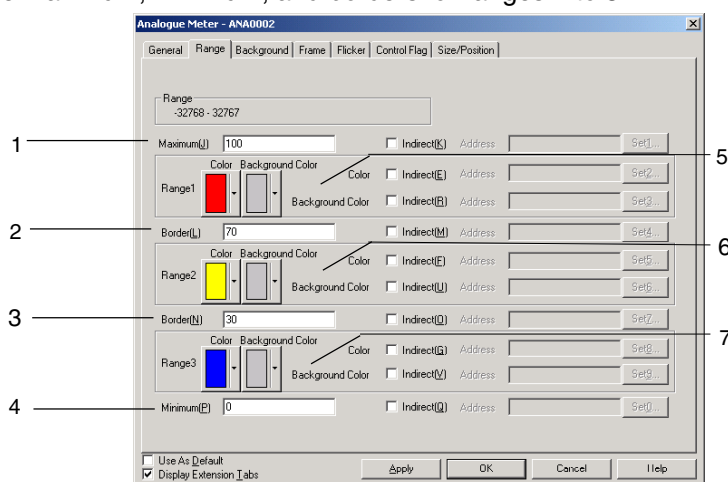 Analogue Meter - ANA0002
General Range Background Frame Flicker Control Flag Size/Position
Range
-32768 - 32767
1 Maximum(J) 100 Indirect(K) Address Set1...
5
Color Background Color
Range1
Color Indirect(E) Address Set2...
Background Color Indirect(R) Address Set3...
2 Border(L) 70 Indirect(M) Address Set4...
6
Color Background Color
Range2
Color Indirect(F) Address Set5...
Background Color Indirect(U) Address Set6...
3 Border(N) 30 Indirect(O) Address Set7...
7
Color Background Color
Range3
Color Indirect(G) Address Set8...
Background Color Indirect(V) Address Set9...
4 Minimum(P) 0 Indirect(Q) Address Set0...
Use As Default
Display Extension Tabs
Apply OK Cancel Help